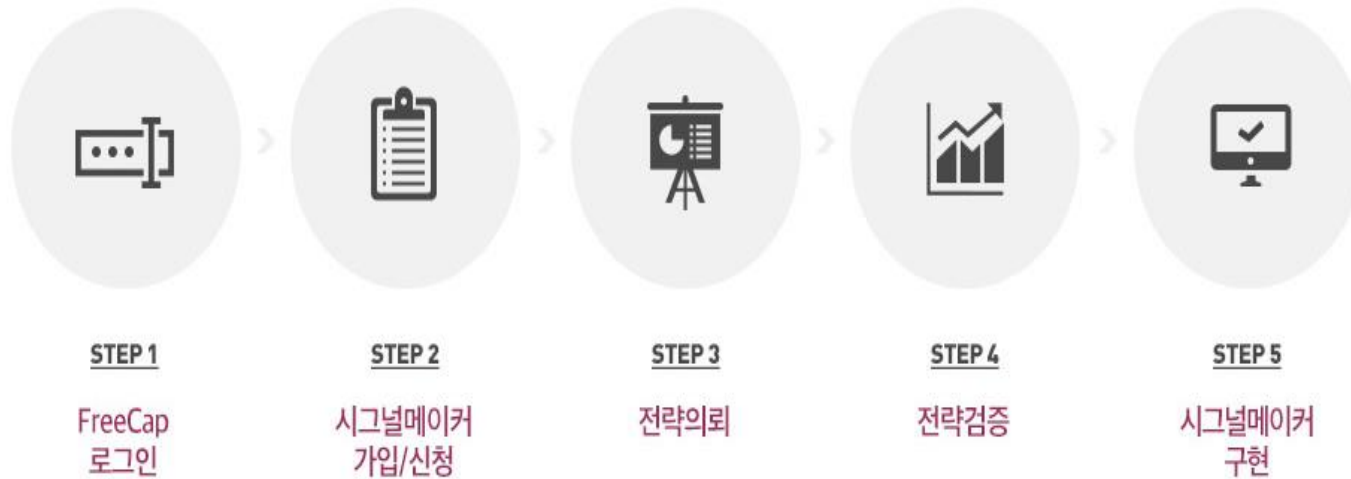 STEP 1
FreeCap
로그인
STEP 2
시그널메이커
가입/신청
STEP 3
전략의뢰
STEP 4
전략검증
STEP 5
시그널메이커
구현